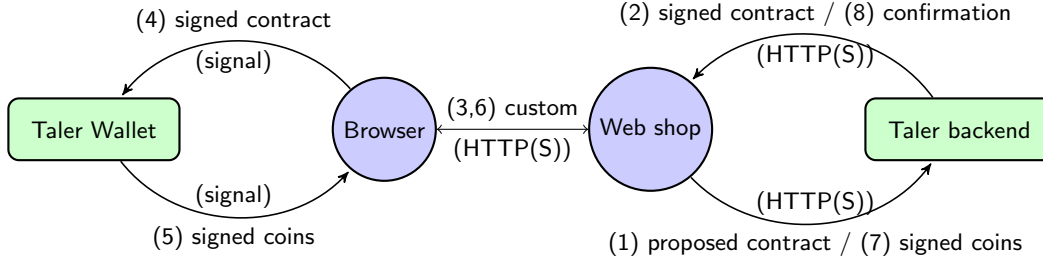 (4) signed contract
(signal)
Taler Wallet
(signal)
(5) signed coins
Browser
(3,6) custom
(HTTP(S))
Web shop
(2) signed contract / (8) confirmation
(HTTP(S))
Taler backend
(HTTP(S))
(1) proposed contract / (7) signed coins